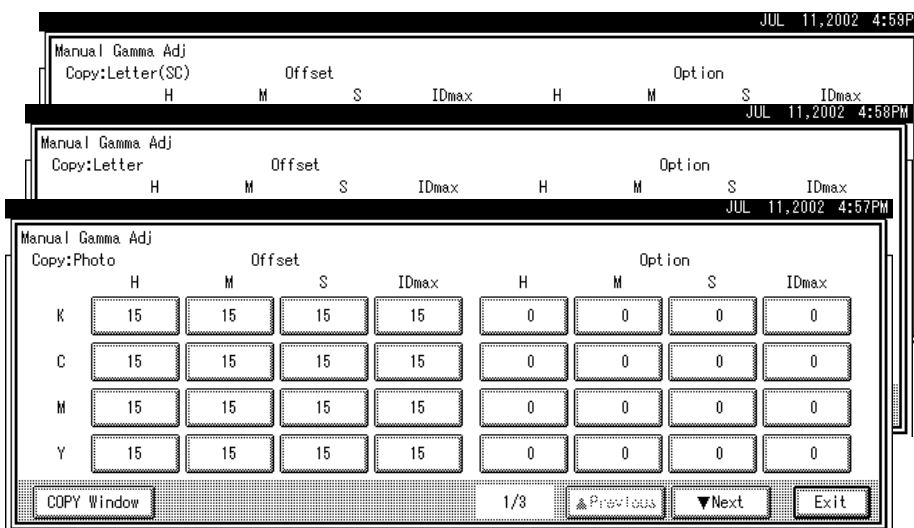 JUL 11,2002 4:59P
Manual Gamma Adj
Copy:Letter(SC) Offset Option
H M S IDmax H M S IDmax
JUL 11,2002 4:58PM
Manual Gamma Adj
Copy:Letter Offset Option
H M S IDmax H M S IDmax
JUL 11,2002 4:57PM
Manual Gamma Adj
Copy:Photo Offset Option
H M S IDmax H M S IDmax
K 15 15 15 15 0 0 0 0
C 15 15 15 15 0 0 0 0
M 15 15 15 15 0 0 0 0
Y 15 15 15 15 0 0 0 0
COPY Window 1/3 ▲Previous ▼Next Exit